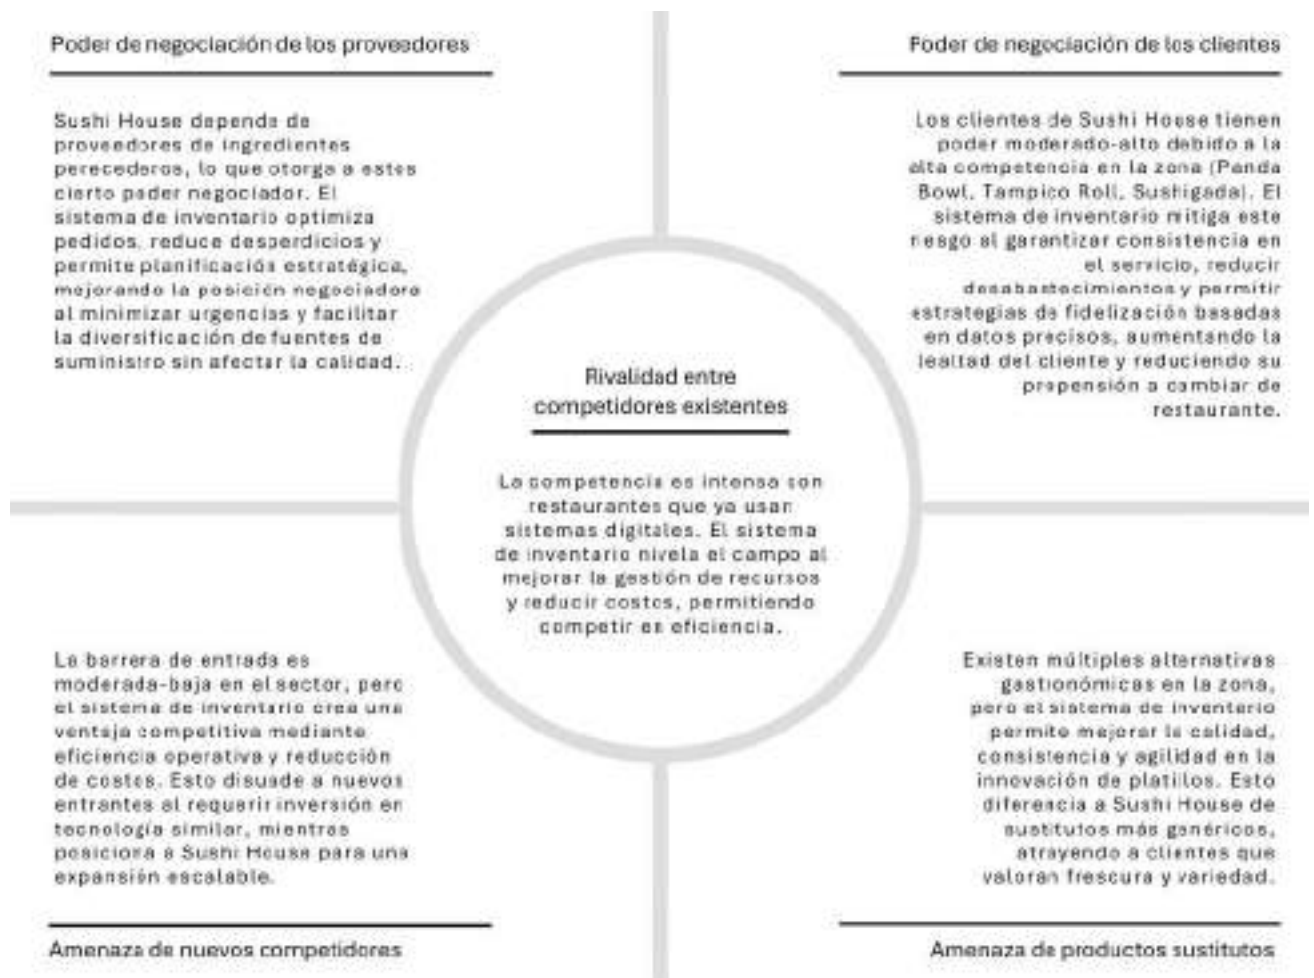 Poder de negociación de los proveedores
Sushi House depende de
proveedores de ingredientes
perecederos, lo que otorga a estos
cierto poder negociador. El
sistema de inventario optimiza
pedidos, reduce desperdicios y
permite planificación estratégica,
mejorando la posición negociadora
al minimizar urgencias y facilitar
la diversificación de fuentes de
suministro sin afectar la calidad.
Poder de negociación de los clientes
Los clientes de Sushi House tienen
poder moderado-alto debido a la
alta competencia en la zona (Panda
Bowl, Tampico Roll, Sushigada). El
sistema de inventario mitiga este
riesgo al garantizar consistencia en
el servicio, reducir
desabastecimientos y permitir
estrategias de fidelización basadas
en datos precisos, aumentando la
lealtad del cliente y reduciendo su
propensión a cambiar de
restaurante.
Rivalidad entre
competidores existentes
La competencia es intensa con
restaurantes que ya usan
sistemas digitales. El sistema
de inventario nivela el campo al
mejorar la gestión de recursos
y reducir costos, permitiendo
competir en eficiencia.
La barrera de entrada es
moderada-baja en el sector, pero
el sistema de inventario crea una
ventaja competitiva mediante
eficiencia operativa y reducción
de costos. Esto disuade a nuevos
entrantes al requerir inversión en
tecnología similar, mientras
posiciona a Sushi House para una
expansión escalable.
Amenaza de nuevos competidores
Existen múltiples alternativas
gastronómicas en la zona,
pero el sistema de inventario
permite mejorar la calidad,
consistencia y agilidad en la
innovación de platillos. Esto
diferencia a Sushi House de
sustitutos más genéricos,
atrayendo a clientes que
valoran frescura y variedad.
Amenaza de productos sustitutos